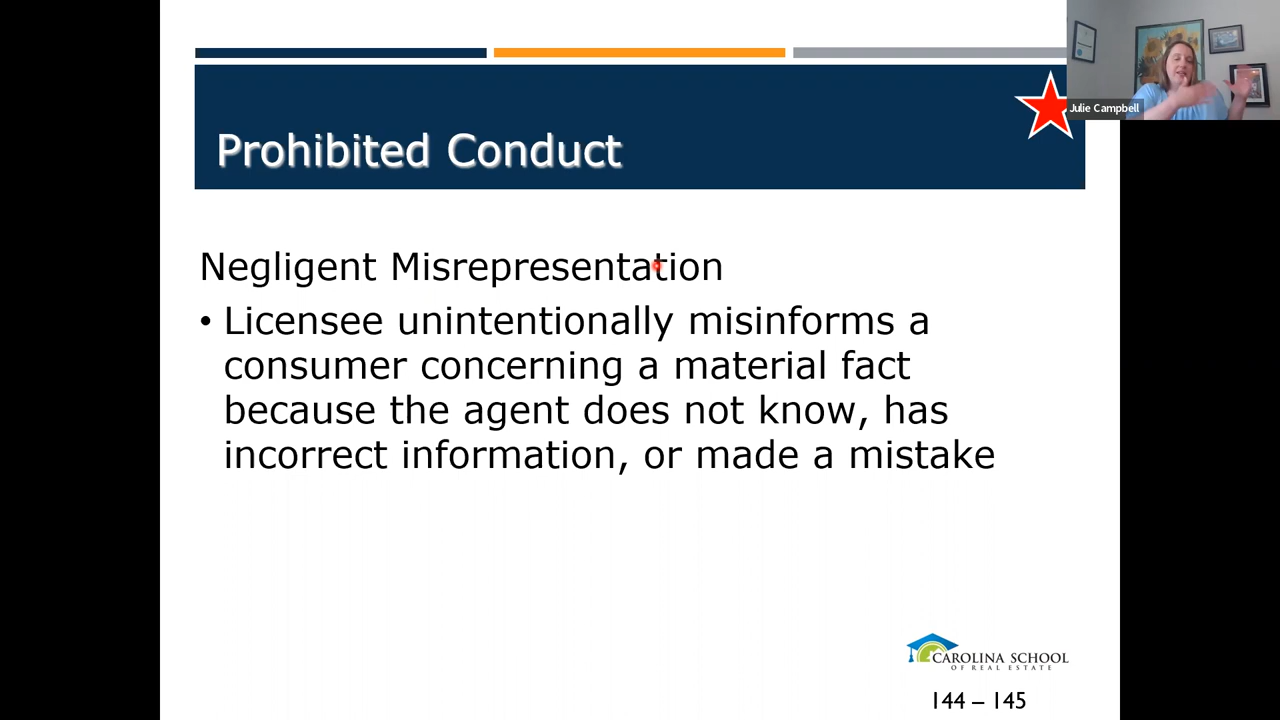 Julie Campbell
Prohibited Conduct
Negligent Misrepresentation
• Licensee unintentionally misinforms a
consumer concerning a material fact
because the agent does not know, has
incorrect information, or made a mistake
CAROLINA SCHOOL
OF REAL ESTATE
144 – 145